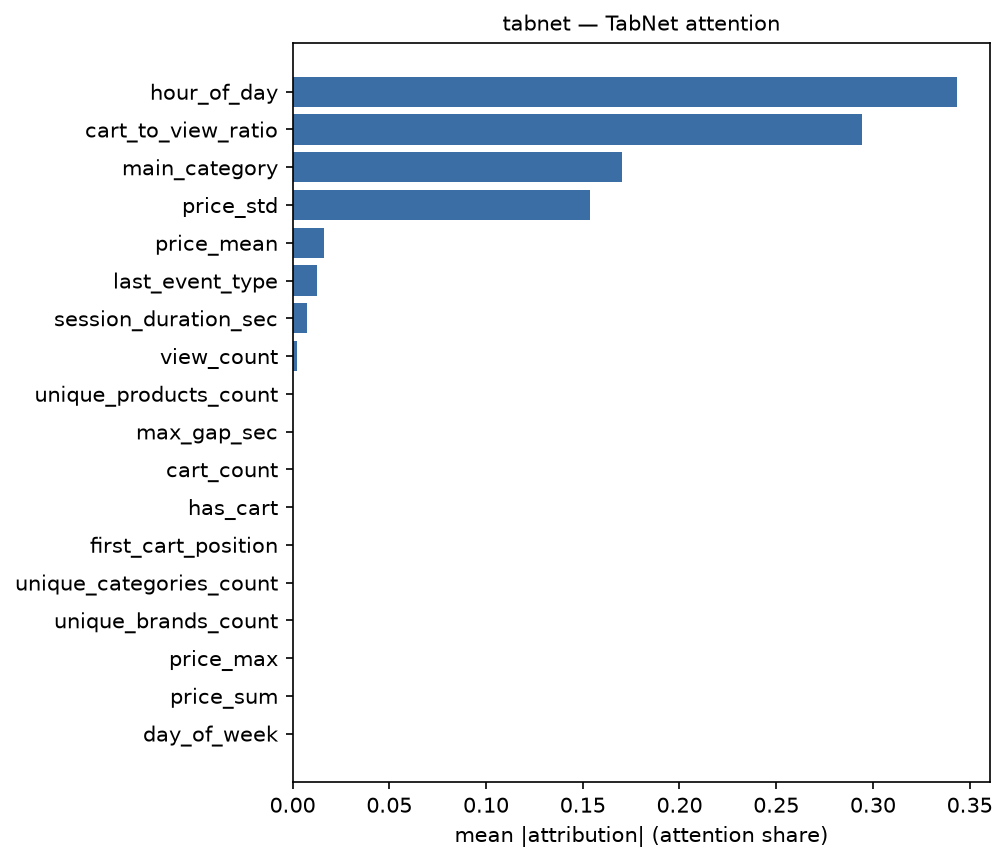 tabnet — TabNet attention
hour_of_day
cart_to_view_ratio
main_category
price_std
price_mean
last_event_type
session_duration_sec
view_count
unique_products_count
max_gap_sec
cart_count
has_cart
first_cart_position
unique_categories_count
unique_brands_count
price_max
price_sum
day_of_week
0.00 0.05 0.10 0.15 0.20 0.25 0.30 0.35
mean |attribution| (attention share)